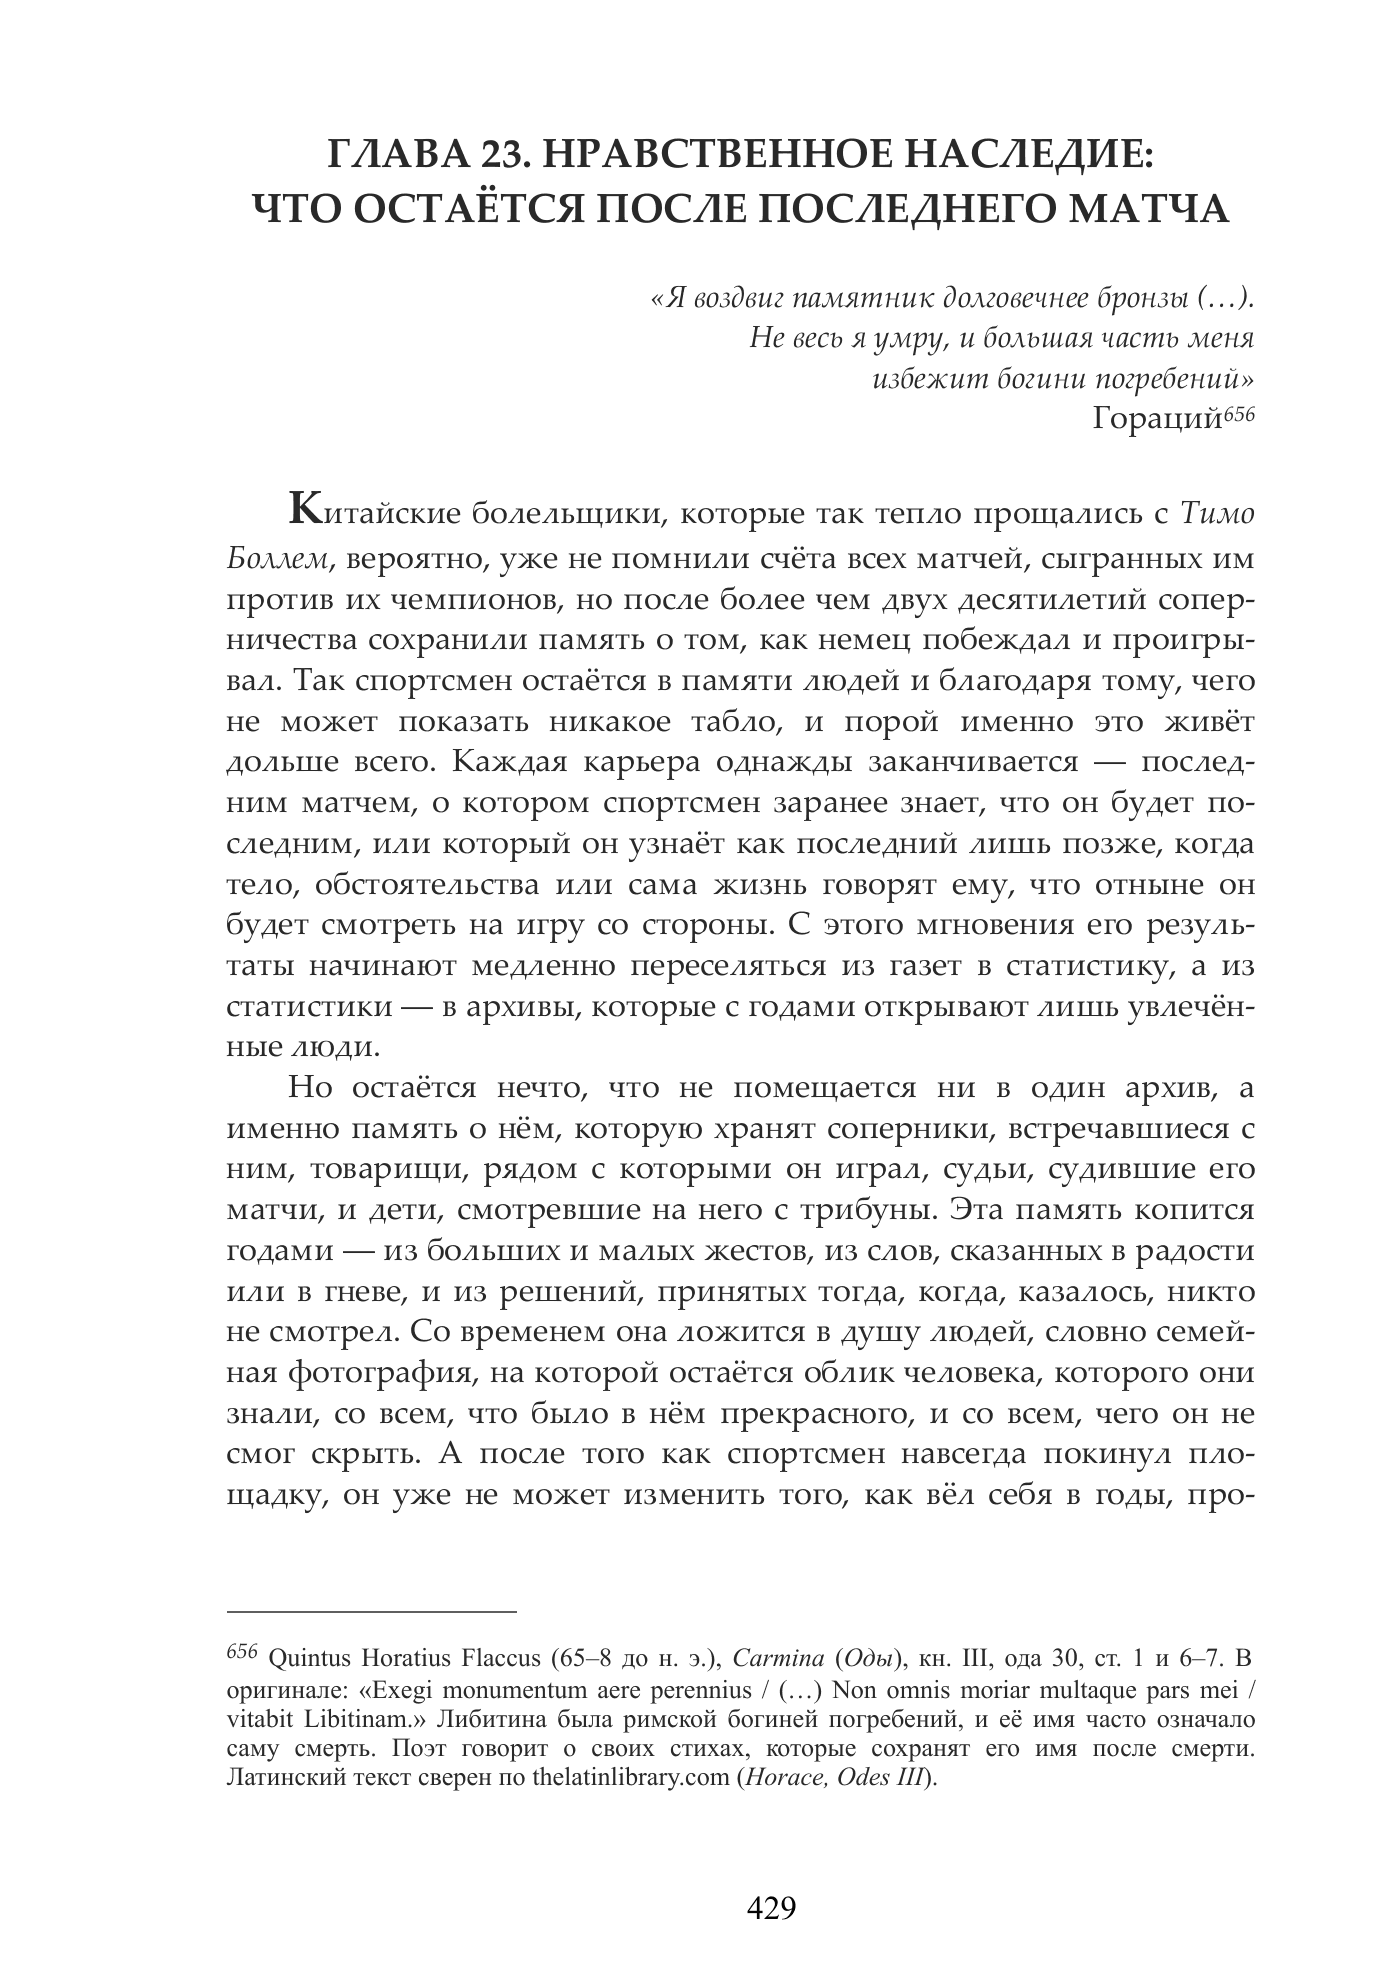 ГЛАВА 23. НРАВСТВЕННОЕ НАСЛЕДИЕ:
ЧТО ОСТАЁТСЯ ПОСЛЕ ПОСЛЕДНЕГО МАТЧА
«Я воздвиг памятник долговечнее бронзы (…).
Не весь я умру, и большая часть меня
избежит богини погребений»
Гораций656
Китайские болельщики, которые так тепло прощались с Тимо
Боллем, вероятно, уже не помнили счёта всех матчей, сыгранных им
против их чемпионов, но после более чем двух десятилетий сопер-
ничества сохранили память о том, как немец побеждал и проигры-
вал. Так спортсмен остаётся в памяти людей и благодаря тому, чего
не может показать никакое табло, и порой именно это живёт
дольше всего. Каждая карьера однажды заканчивается — послед-
ним матчем, о котором спортсмен заранее знает, что он будет по-
следним, или который он узнаёт как последний лишь позже, когда
тело, обстоятельства или сама жизнь говорят ему, что отныне он
будет смотреть на игру со стороны. С этого мгновения его резуль-
таты начинают медленно переселяться из газет в статистику, а из
статистики — в архивы, которые с годами открывают лишь увлечён-
ные люди.
Но остаётся нечто, что не помещается ни в один архив, а
именно память о нём, которую хранят соперники, встречавшиеся с
ним, товарищи, рядом с которыми он играл, судьи, судившие его
матчи, и дети, смотревшие на него с трибуны. Эта память копится
годами — из больших и малых жестов, из слов, сказанных в радости
или в гневе, и из решений, принятых тогда, когда, казалось, никто
не смотрел. Со временем она ложится в душу людей, словно семей-
ная фотография, на которой остаётся облик человека, которого они
знали, со всем, что было в нём прекрасного, и со всем, чего он не
смог скрыть. А после того как спортсмен навсегда покинул пло-
щадку, он уже не может изменить того, как вёл себя в годы, про-
656 Quintus Horatius Flaccus (65–8 до н. э.), Carmina (Оды), кн. III, ода 30, ст. 1 и 6–7. В
оригинале: «Exegi monumentum aere perennius / (…) Non omnis moriar multaque pars mei /
vitabit Libitinam.» Либитина была римской богиней погребений, и её имя часто означало
саму смерть. Поэт говорит о своих стихах, которые сохранят его имя после смерти.
Латинский текст сверен по thelatinlibrary.com (Horace, Odes III).
429